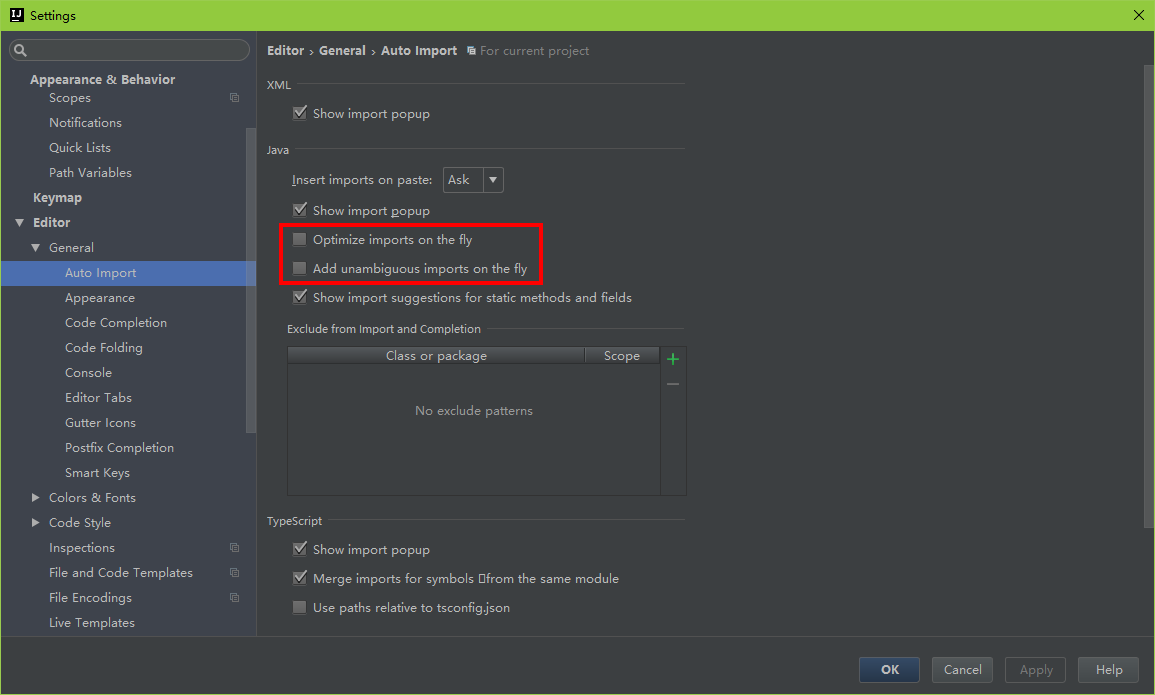 Settings
Appearance & Behavior
Scopes
Notifications
Quick Lists
Path Variables
Keymap
Editor
General
Auto Import
Appearance
Code Completion
Code Folding
Console
Editor Tabs
Gutter Icons
Postfix Completion
Smart Keys
Colors & Fonts
Code Style
Inspections
File and Code Templates
File Encodings
Live Templates
Editor › General › Auto Import For current project
XML
Show import popup
Java
Insert imports on paste: Ask
Show import popup
Optimize imports on the fly
Add unambiguous imports on the fly
Show import suggestions for static methods and fields
Exclude from Import and Completion
Class or package Scope
No exclude patterns
TypeScript
Show import popup
Merge imports for symbols from the same module
Use paths relative to tsconfig.json
OK Cancel Apply Help